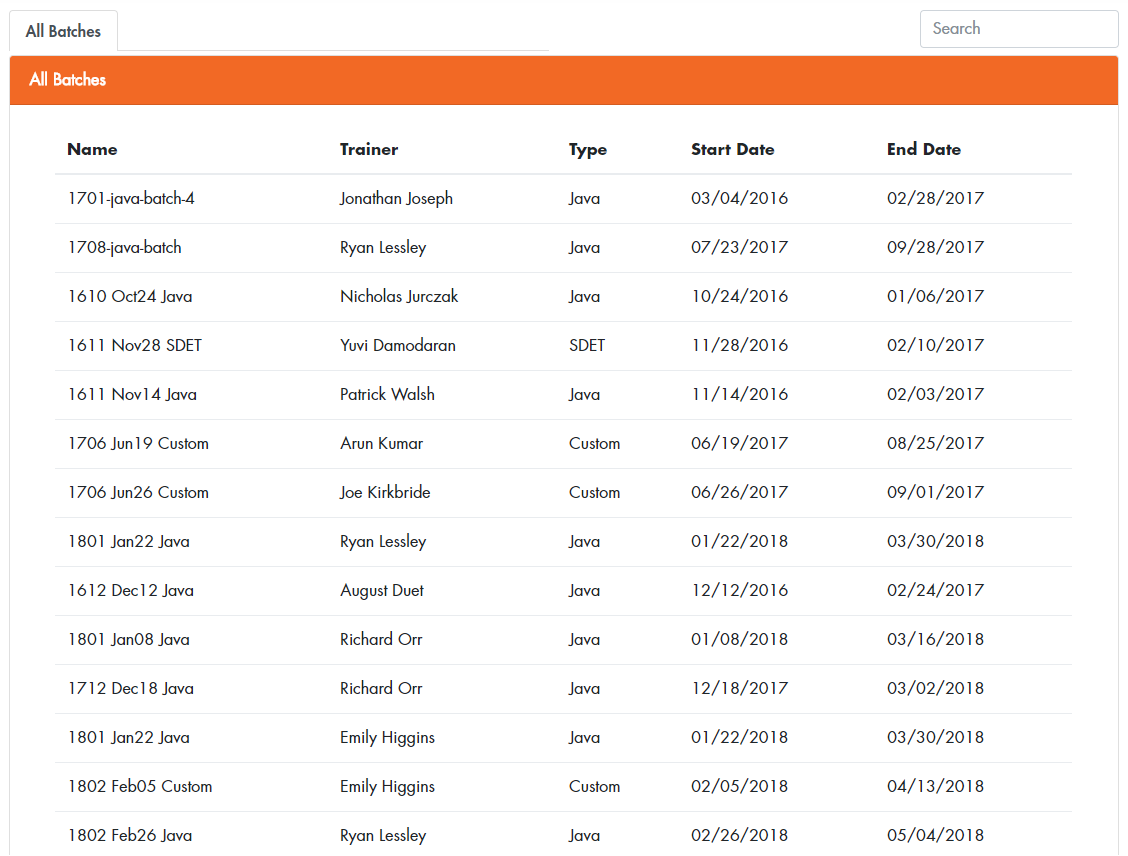 All Batches
Search
All Batches
Name Trainer Type Start Date End Date
1701-java-batch-4 Jonathan Joseph Java 03/04/2016 02/28/2017
1708-java-batch Ryan Lessley Java 07/23/2017 09/28/2017
1610 Oct24 Java Nicholas Jurczak Java 10/24/2016 01/06/2017
1611 Nov28 SDET Yuvi Damodaran SDET 11/28/2016 02/10/2017
1611 Nov14 Java Patrick Walsh Java 11/14/2016 02/03/2017
1706 Jun19 Custom Arun Kumar Custom 06/19/2017 08/25/2017
1706 Jun26 Custom Joe Kirkbride Custom 06/26/2017 09/01/2017
1801 Jan22 Java Ryan Lessley Java 01/22/2018 03/30/2018
1612 Dec12 Java August Duet Java 12/12/2016 02/24/2017
1801 Jan08 Java Richard Orr Java 01/08/2018 03/16/2018
1712 Dec18 Java Richard Orr Java 12/18/2017 03/02/2018
1801 Jan22 Java Emily Higgins Java 01/22/2018 03/30/2018
1802 Feb05 Custom Emily Higgins Custom 02/05/2018 04/13/2018
1802 Feb26 Java Ryan Lessley Java 02/26/2018 05/04/2018